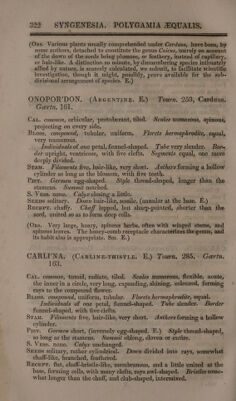 322 SYNGENESIA. POLYGAMIA ÆQUALIS.
(Obs. Various plants usually comprehended under Carduus, have been, by
some authors, detached to constitute the genus Cnicus, merely on account
of the down of the seeds being plumose, or feathery, instead of capillary,
or hair-like. A distinction so minute, by dismembering species intimately
allied by nature, is scarcely calculated, we submit, to facilitate scientific
investigation, though it might, possibly, prove available for the sub-
divisional arrangement of species. E.)
ONOPOR'DON. (ARGENTINE. E.) Tourn. 253, Carduus.
Gærtn. 161.
CAL. common, orbicular, protuberant, tiled. Scales numerous, spinous,
projecting on every side.
BLOSS. compound, tubular, uniform. Florets hermaphrodite, equal,
very numerous.
Individuals of one petal, funnel-shaped. Tube very slender. Bor-
der upright, ventricose, with five clefts. Segments equal, one more
deeply divided.
STAM. Filaments five, hair-like, very short. Anthers forming a hollow
cylinder as long as the blossom, with five teeth.
PIST. Germen egg-shaped. Style thread-shaped, longer than the
stamens. Summit notched.
S. VESS. none. Calyx closing a little.
SEEDS solitary. Down hair-like, sessile, (annular at the base. E.)
RECEPT. chaffy. Chaff lopped, but sharp-pointed, shorter than the
seed, united so as to form deep cells.
(Obs. Very large, heavy, spinous herbs, often with winged stems, and
spinous leaves. The honey-comb receptacle characterizes the genus, and
its habit also is appropriate. Sm. E.)
CARLI'NA. (CARLINE-THISTLE. E.) Tourn. 285. Gærtn.
163.
CAL. common, tumid, radiate, tiled. Scales numerous, flexible, acute,
the inner in a circle, very long, expanding, shining, coloured, forming
rays to the compound flower.
BLOSS. compound, uniform, tubular. Florets hermaphrodite, equal.
Individuals of one petal, funnel-shaped. Tube slender. Border
funnel-shaped, with five clefts.
STAM. Filaments five, hair-like, very short. Anthers forming a hollow
cylinder.
PIST. Germen short, (inversely egg-shaped. E.) Style thread-shaped,
as long as the stamens. Summit oblong, cloven or entire.
S. VESS. none. Calyx unchanged.
SEEDS solitary, rather cylindrical. Down divided into rays, somewhat
chaff-like, branched, feathered.
RECEPT. flat, chaff-bristle-like, membranous, and a little united at the
base, forming cells, with many clefts, rays awl-shaped. Bristles some-
what longer than the chaff, and club-shaped, intermixed.